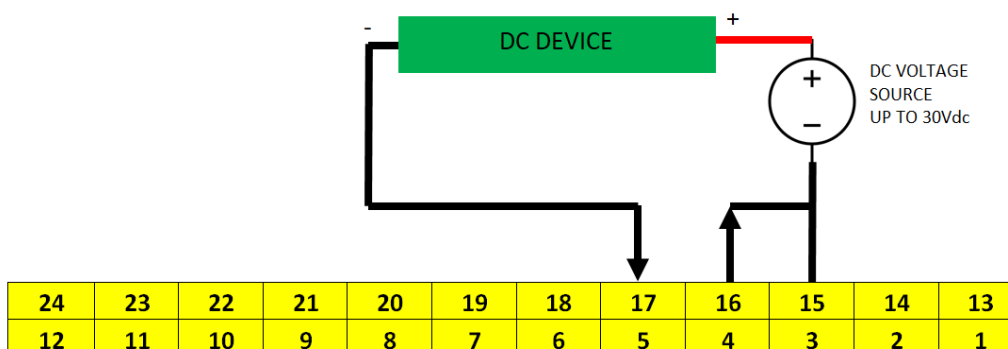 - DC DEVICE +
+
DC VOLTAGE
SOURCE
UP TO 30Vdc
−
24 23 22 21 20 19 18 17 16 15 14 13
12 11 10 9 8 7 6 5 4 3 2 1